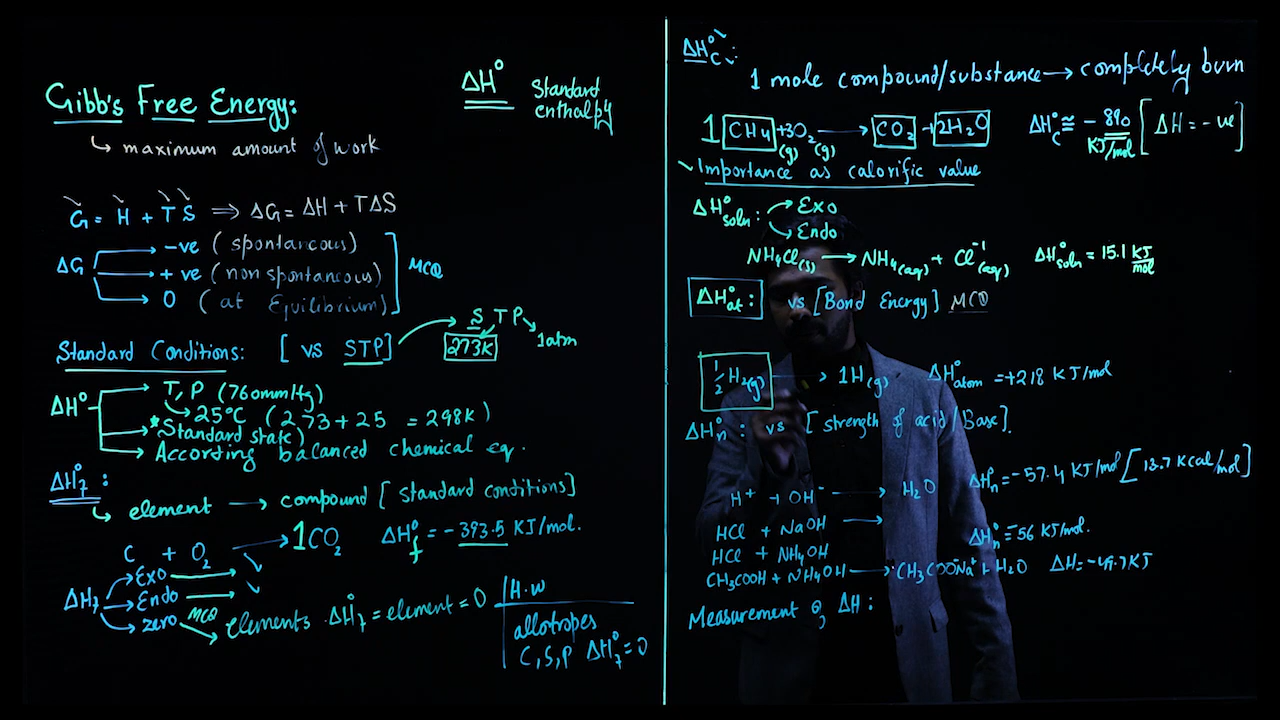 Gibb's Free Energy:
ΔH° Standard enthalpy
↳ maximum amount of work
G = H + TS ⇒ ΔG = ΔH + TΔS
ΔG → -ve (spontaneous)
→ +ve (non spontaneous) MCQ
→ 0 (at Equilibrium)
Standard Conditions: [vs STP] → STP → 1atm
273K
ΔH° → T, P (760mmHg)
→ 25°C (2,73+25 = 298K)
* Standard state)
→ According balanced chemical eq.
ΔH°f :
↳ element → compound [Standard conditions]
C + O₂ → 1CO₂ ΔH°f = -393.5 KJ/mol.
ΔHf → Exo →
→ Endo →
→ zero MCQ → elements. ΔH°f = element = 0
H.w
allotropes
C,S,P ΔH°f = 0
ΔH°c :
1 mole compound/substance → completely burn
1 CH₄(g) + 3O₂(g) → CO₂ + 2H₂O ΔH°c ≅ -890 KJ/mol [ΔH = -ve]
Importance as calorific value
ΔH°soln : → Exo
→ Endo
NH₄Cl(s) → NH₄(aq) + Cl⁻¹(aq) ΔH°soln = 15.1 KJ/mol
ΔH°at : vs [Bond Energy] MCQ
½H₂(g) → 1H(g) ΔH°atom = +218 KJ/mol
ΔH°n : vs [strength of acid/Base].
H⁺ + OH⁻ → H₂O ΔH°n = -57.4 KJ/mol [13.7 Kcal/mol]
HCl + NaOH →
HCl + NH₄OH ΔH°n = -56 KJ/mol.
CH₃COOH + NH₄OH → CH₃COONa⁺ + H₂O ΔH = -49.7 KJ
Measurement of ΔH :